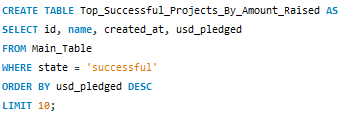 CREATE TABLE Top_Successful_Projects_By_Amount_Raised AS
SELECT id, name, created_at, usd_pledged
FROM Main_Table
WHERE state = 'successful'
ORDER BY usd_pledged DESC
LIMIT 10;